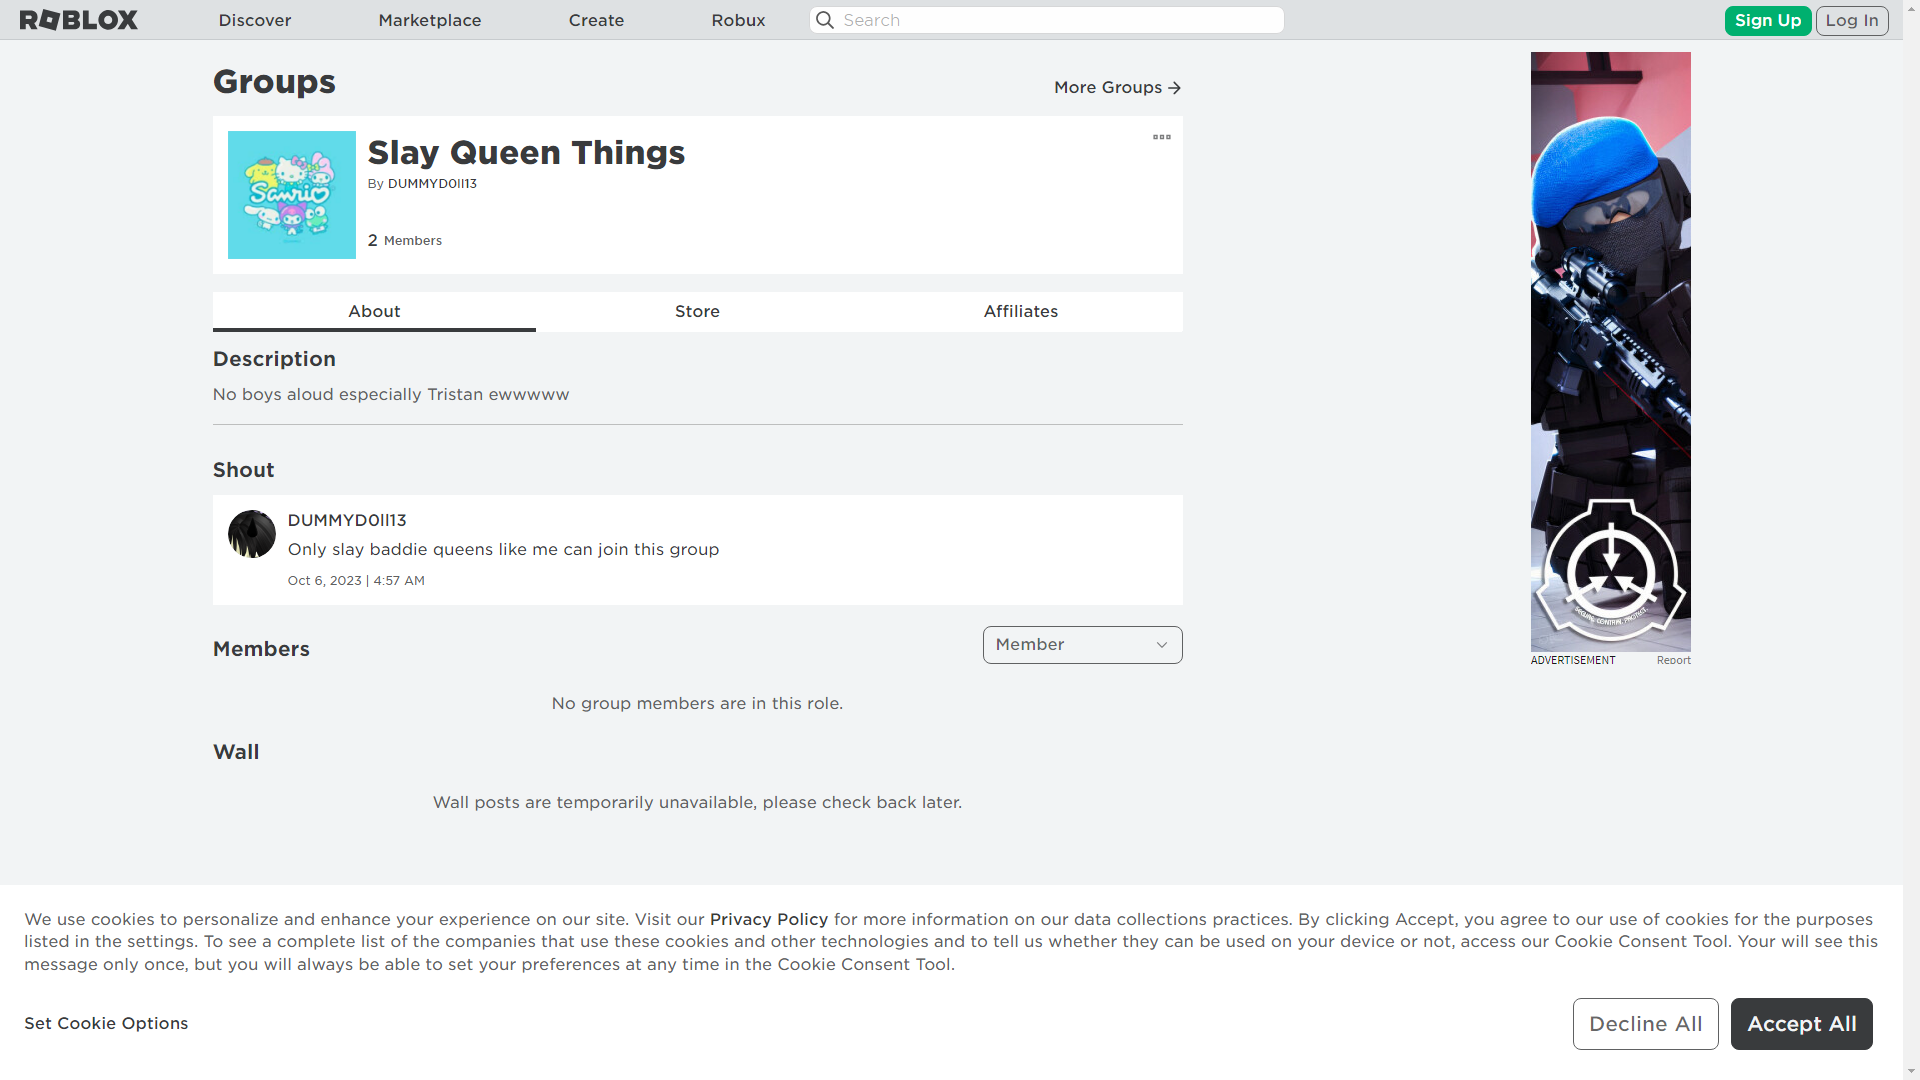 ROBLOX
Discover
Marketplace
Create
Robux
Search
Sign Up
Log In
Groups
More Groups
Sanrio
Slay Queen Things
By DUMMYD0ll13
2 Members
About
Store
Affiliates
Description
No boys aloud especially Tristan ewwwww
Shout
DUMMYD0ll13
Only slay baddie queens like me can join this group
Oct 6, 2023 | 4:57 AM
Members
Member
No group members are in this role.
Wall
Wall posts are temporarily unavailable, please check back later.
SECURE. CONTAIN. PROTECT.
ADVERTISEMENT
Report
We use cookies to personalize and enhance your experience on our site. Visit our Privacy Policy for more information on our data collections practices. By clicking Accept, you agree to our use of cookies for the purposes
listed in the settings. To see a complete list of the companies that use these cookies and other technologies and to tell us whether they can be used on your device or not, access our Cookie Consent Tool. Your will see this
message only once, but you will always be able to set your preferences at any time in the Cookie Consent Tool.
Set Cookie Options
Decline All
Accept All